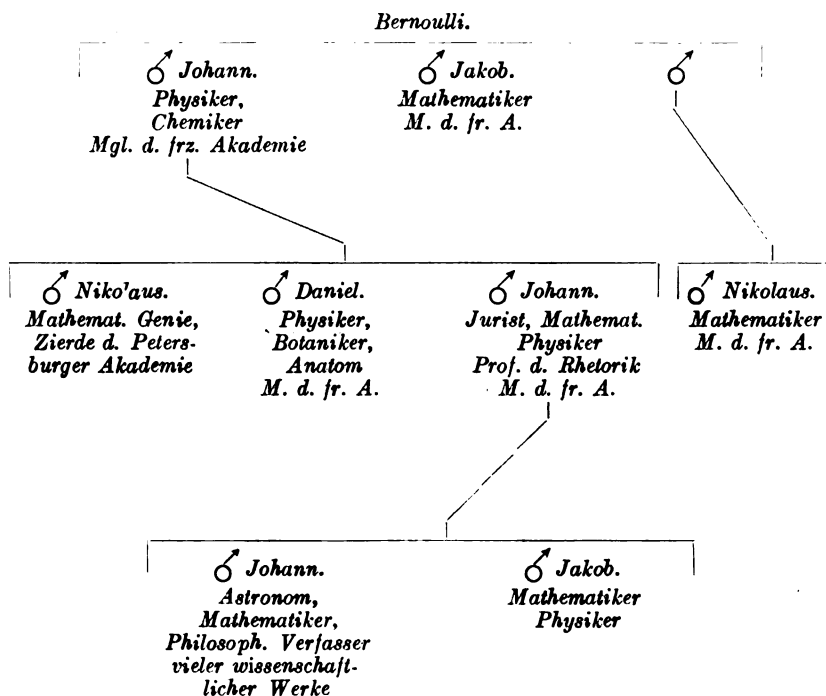 Bernoulli.
♂ Johann.
Physiker,
Chemiker
Mgl. d. frz. Akademie
♂ Jakob.
Mathematiker
M. d. fr. A.
♂
♂ Niko'aus.
Mathemat. Genie,
Zierde d. Peters-
burger Akademie
♂ Daniel.
Physiker,
Botaniker,
Anatom
M. d. fr. A.
♂ Johann.
Jurist, Mathemat.
Physiker
Prof. d. Rhetorik
M. d. fr. A.
♂ Nikolaus.
Mathematiker
M. d. fr. A.
♂ Johann.
Astronom,
Mathematiker,
Philosoph. Verfasser
vieler wissenschaft-
licher Werke
♂ Jakob.
Mathematiker
Physiker